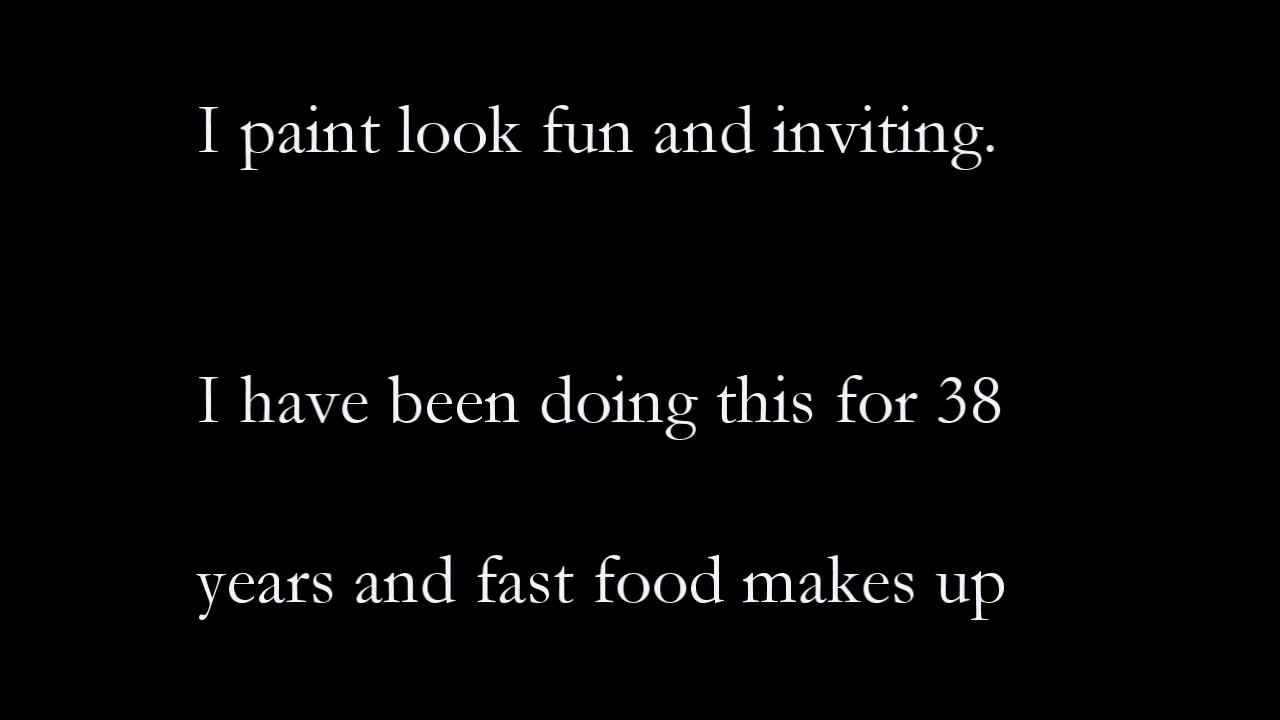 I paint look fun and inviting.
I have been doing this for 38
years and fast food makes up